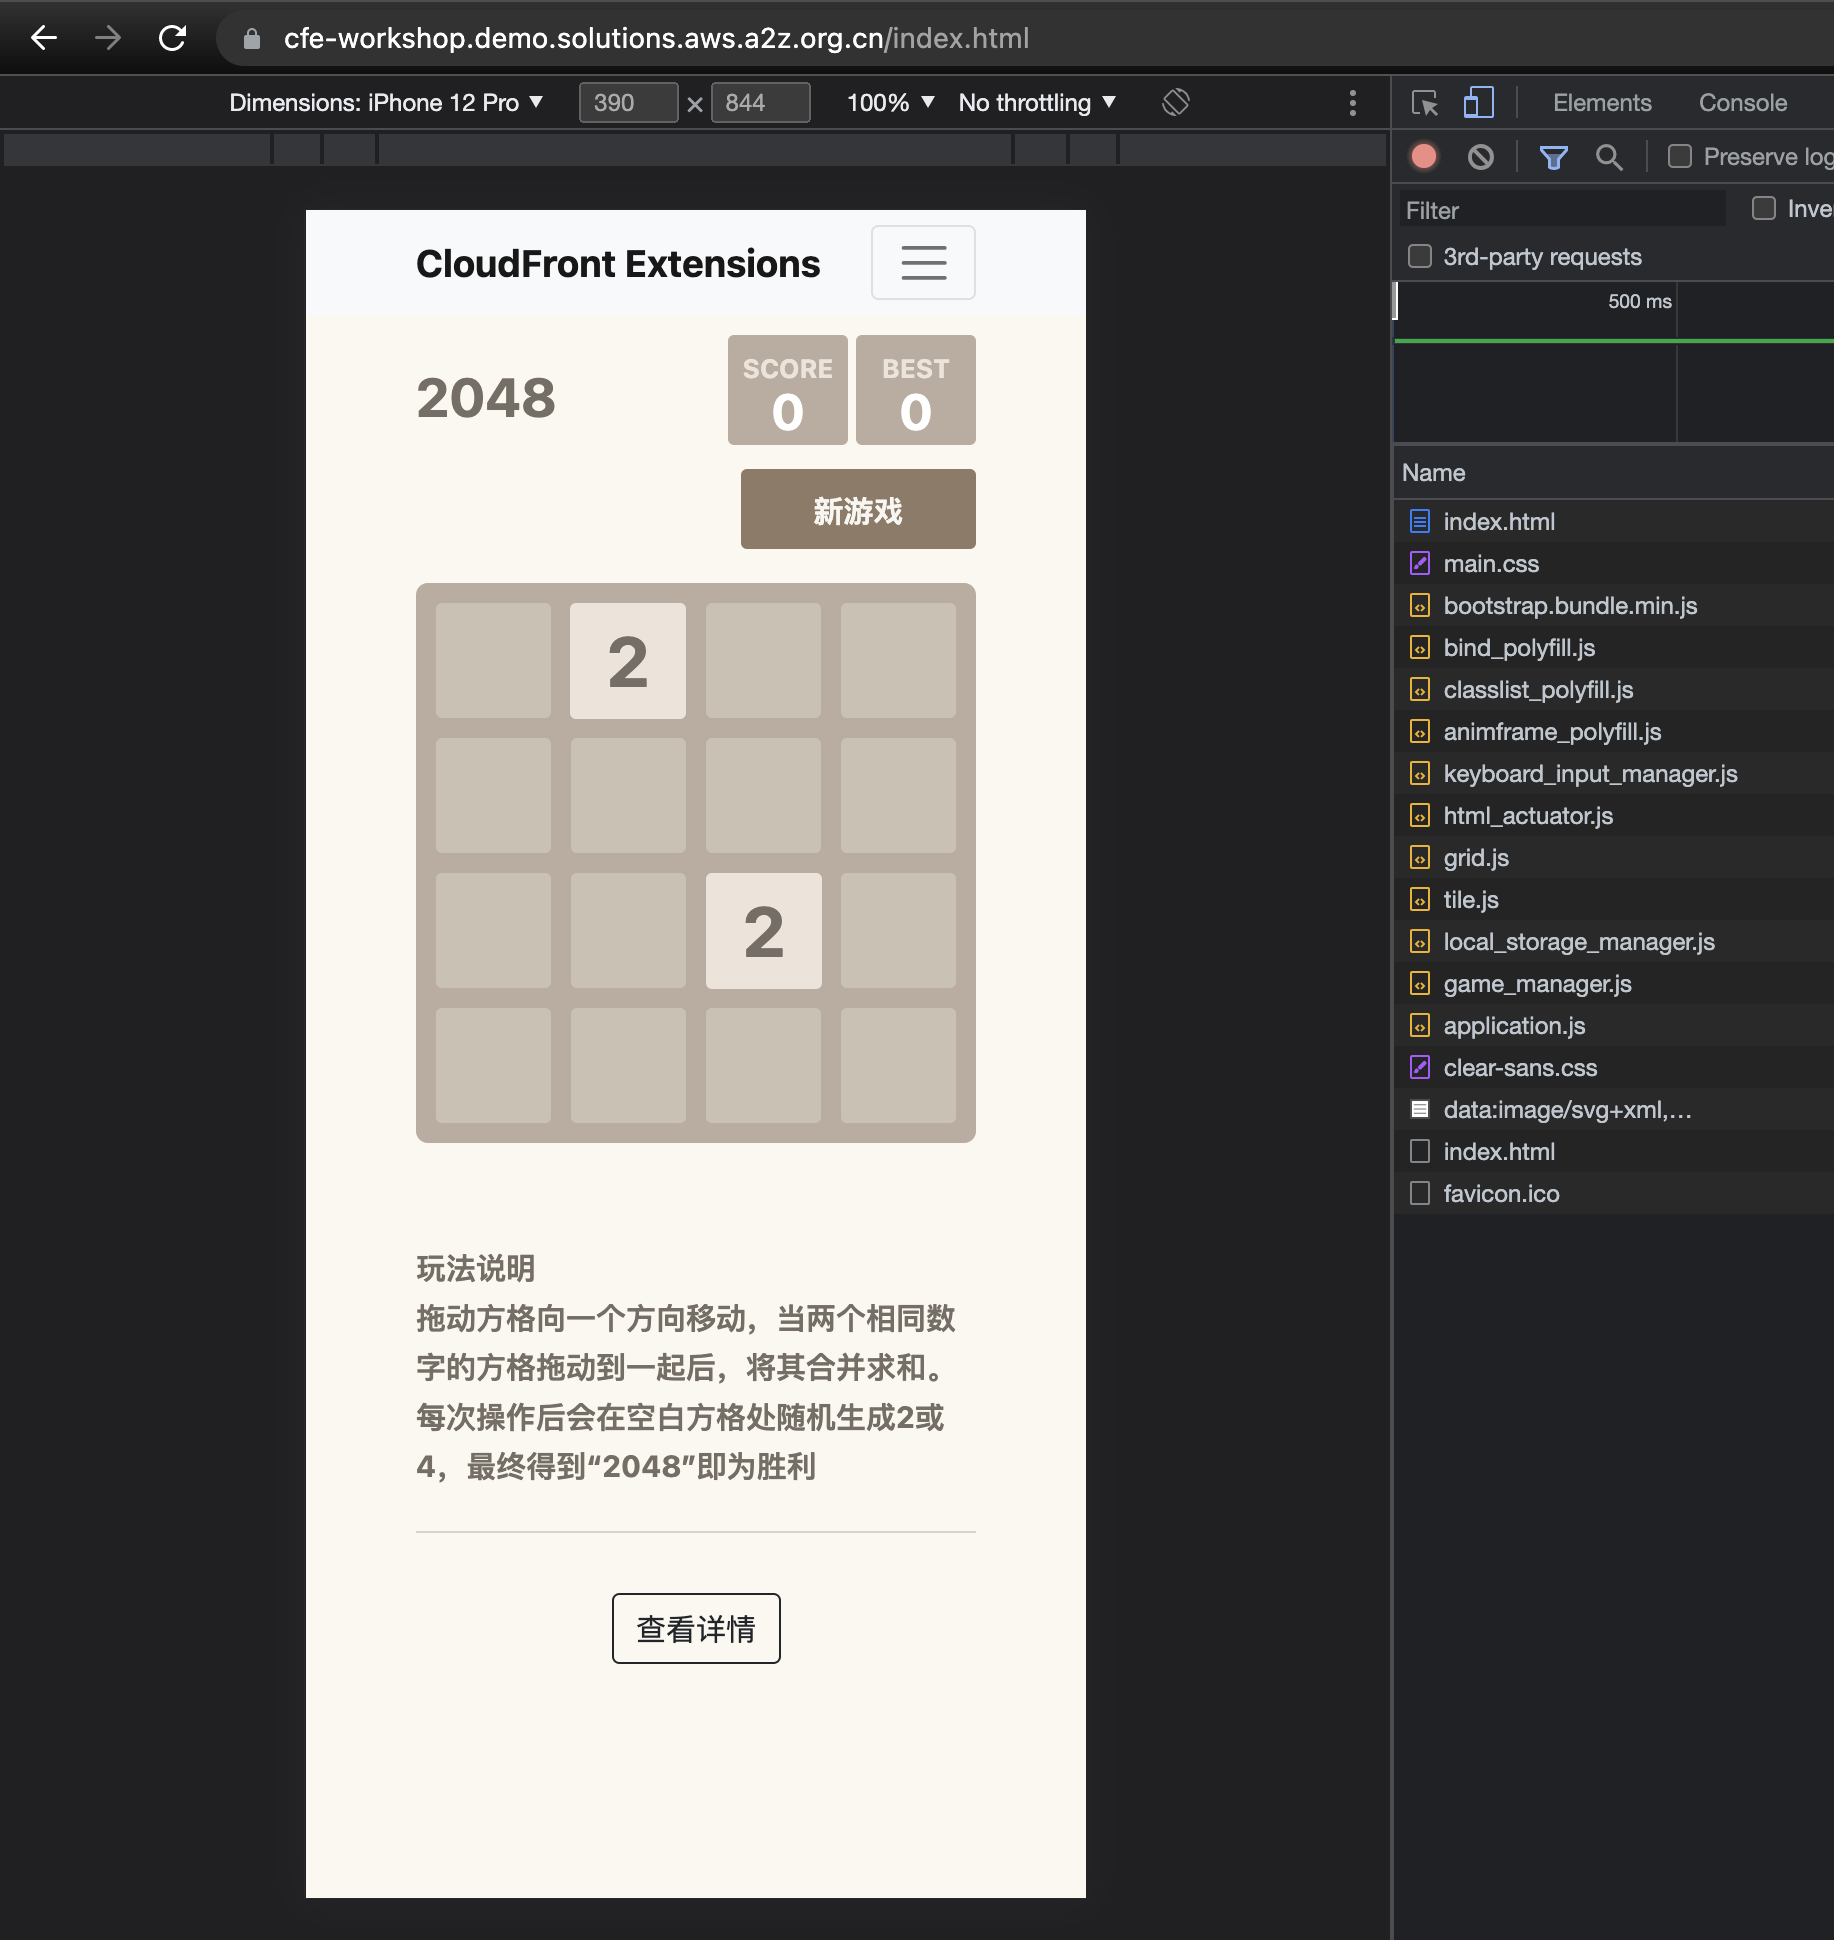 cfe-workshop.demo.solutions.aws.a2z.org.cn/index.html
Dimensions: iPhone 12 Pro
390 × 844
100%
No throttling
CloudFront Extensions
2048
SCORE
0
BEST
0
新游戏
2
2
玩法说明
拖动方格向一个方向移动，当两个相同数
字的方格拖动到一起后，将其合并求和。
每次操作后会在空白方格处随机生成2或
4，最终得到“2048”即为胜利
查看详情
Elements
Console
Preserve log
Filter
Inve
3rd-party requests
500 ms
Name
index.html
main.css
bootstrap.bundle.min.js
bind_polyfill.js
classlist_polyfill.js
animframe_polyfill.js
keyboard_input_manager.js
html_actuator.js
grid.js
tile.js
local_storage_manager.js
game_manager.js
application.js
clear-sans.css
data:image/svg+xml,…
index.html
favicon.ico